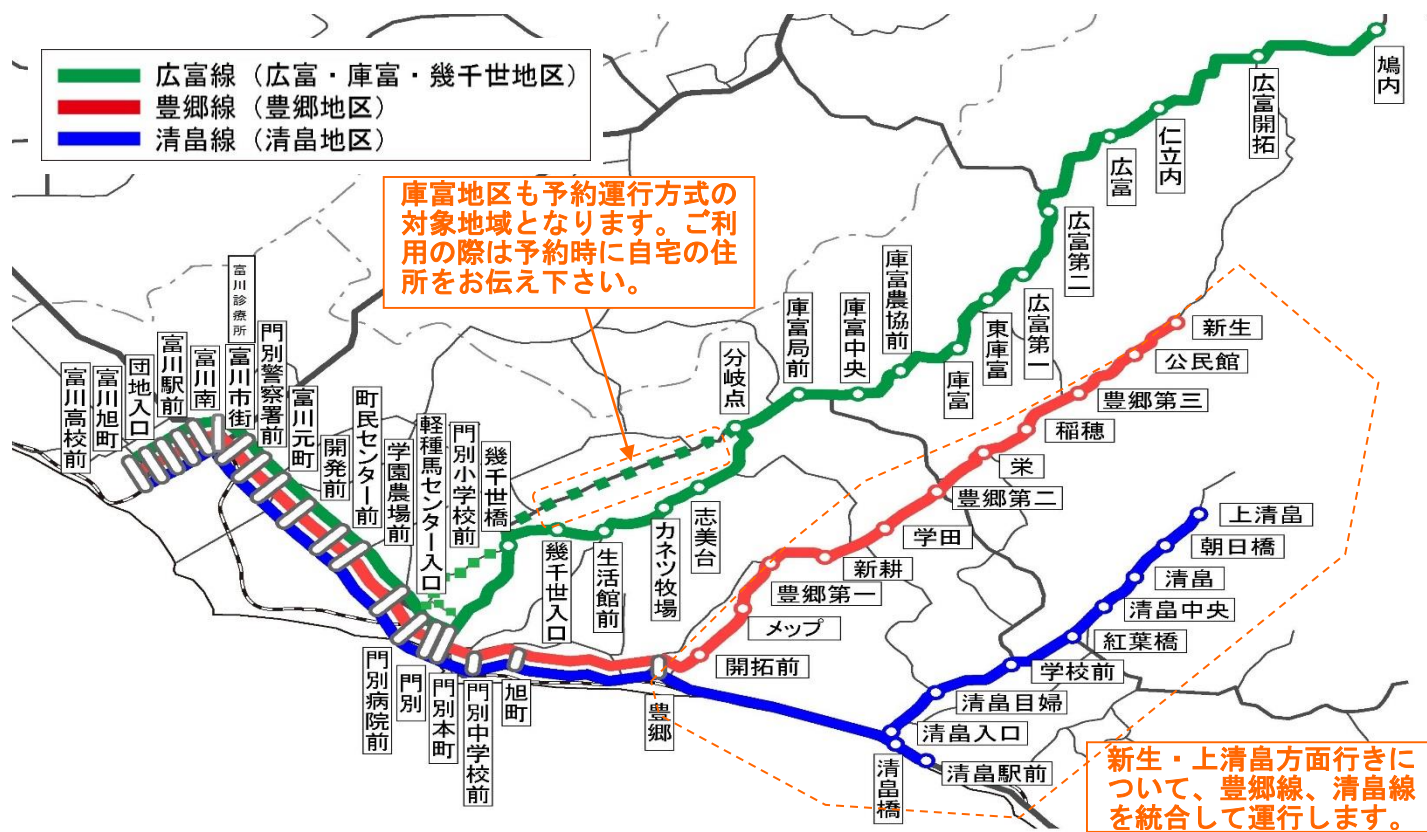 広富線（広富・庫富・幾千世地区）
豊郷線（豊郷地区）
清畠線（清畠地区）
庫富地区も予約運行方式の
対象地域となります。ご利
用の際は予約時に自宅の住
所をお伝え下さい。
富川高校前
富川旭町
団地入口
富川駅前
富川南
富川診療所
富川市街
門別警察署前
富川元町
開発前
町民センター前
学園農場前
軽種馬センター入口
門別小学校前
幾千世橋
分岐点
庫富局前
庫富中央
庫富農協前
庫富
東庫富
広富第一
広富第二
広富
仁立内
広富開拓
鳩内
幾千世入口
生活館前
カネツ牧場
志美台
新生
公民館
豊郷第三
稲穂
栄
豊郷第二
学田
新耕
豊郷第一
メップ
開拓前
上清畠
朝日橋
清畠
清畠中央
紅葉橋
学校前
清畠目婦
清畠入口
清畠橋
清畠駅前
門別病院前
門別
門別本町
門別中学校前
旭町
豊郷
新生・上清畠方面行きに
ついて、豊郷線、清畠線
を統合して運行します。